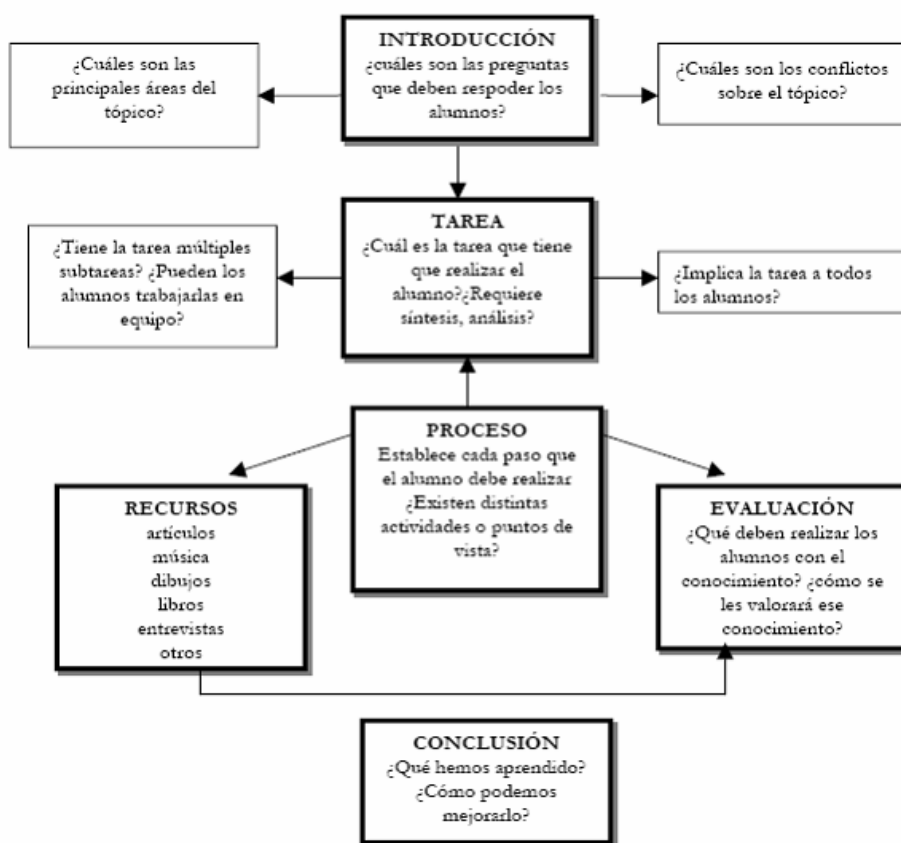 INTRODUCCIÓN
¿cuáles son las preguntas
que deben respoder los
alumnos?
¿Cuáles son las
principales áreas del
tópico?
¿Cuáles son los conflictos
sobre el tópico?
TAREA
¿Cuál es la tarea que tiene
que realizar el
alumno?¿Requiere
síntesis, análisis?
¿Tiene la tarea múltiples
subtareas? ¿Pueden los
alumnos trabajarlas en
equipo?
¿Implica la tarea a todos
los alumnos?
PROCESO
Establece cada paso que
el alumno debe realizar
¿Existen distintas
actividades o puntos de
vista?
RECURSOS
artículos
música
dibujos
libros
entrevistas
otros
EVALUACIÓN
¿Qué deben realizar los
alumnos con el
conocimiento? ¿cómo se
les valorará ese
conocimiento?
CONCLUSIÓN
¿Qué hemos aprendido?
¿Cómo podemos
mejorarlo?